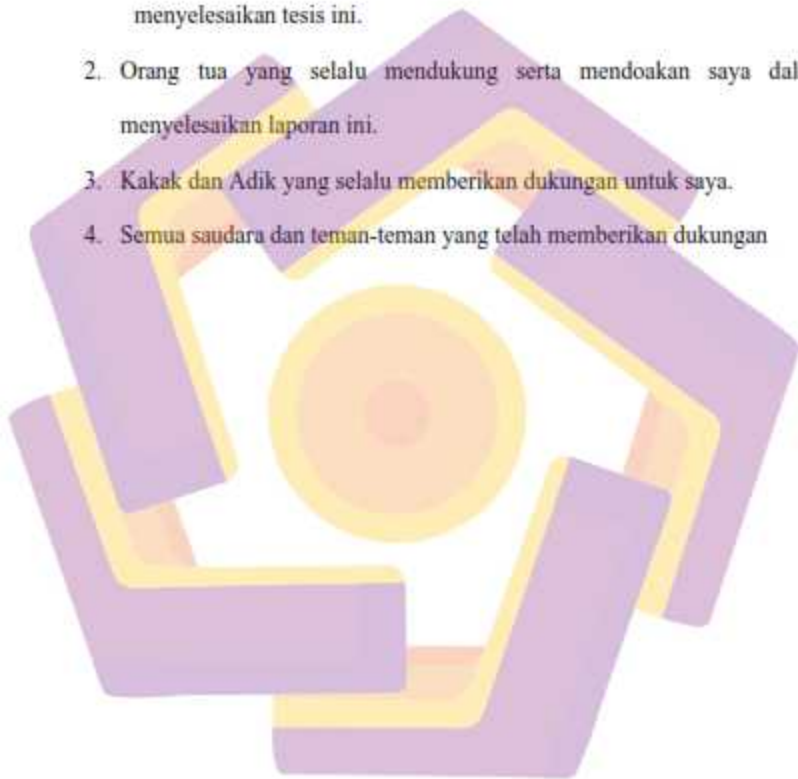 menyelesaikan tesis ini.
2. Orang tua yang selalu mendukung serta mendoakan saya dal
menyelesaikan laporan ini.
3. Kakak dan Adik yang selalu memberikan dukungan untuk saya.
4. Semua saudara dan teman-teman yang telah memberikan dukungan